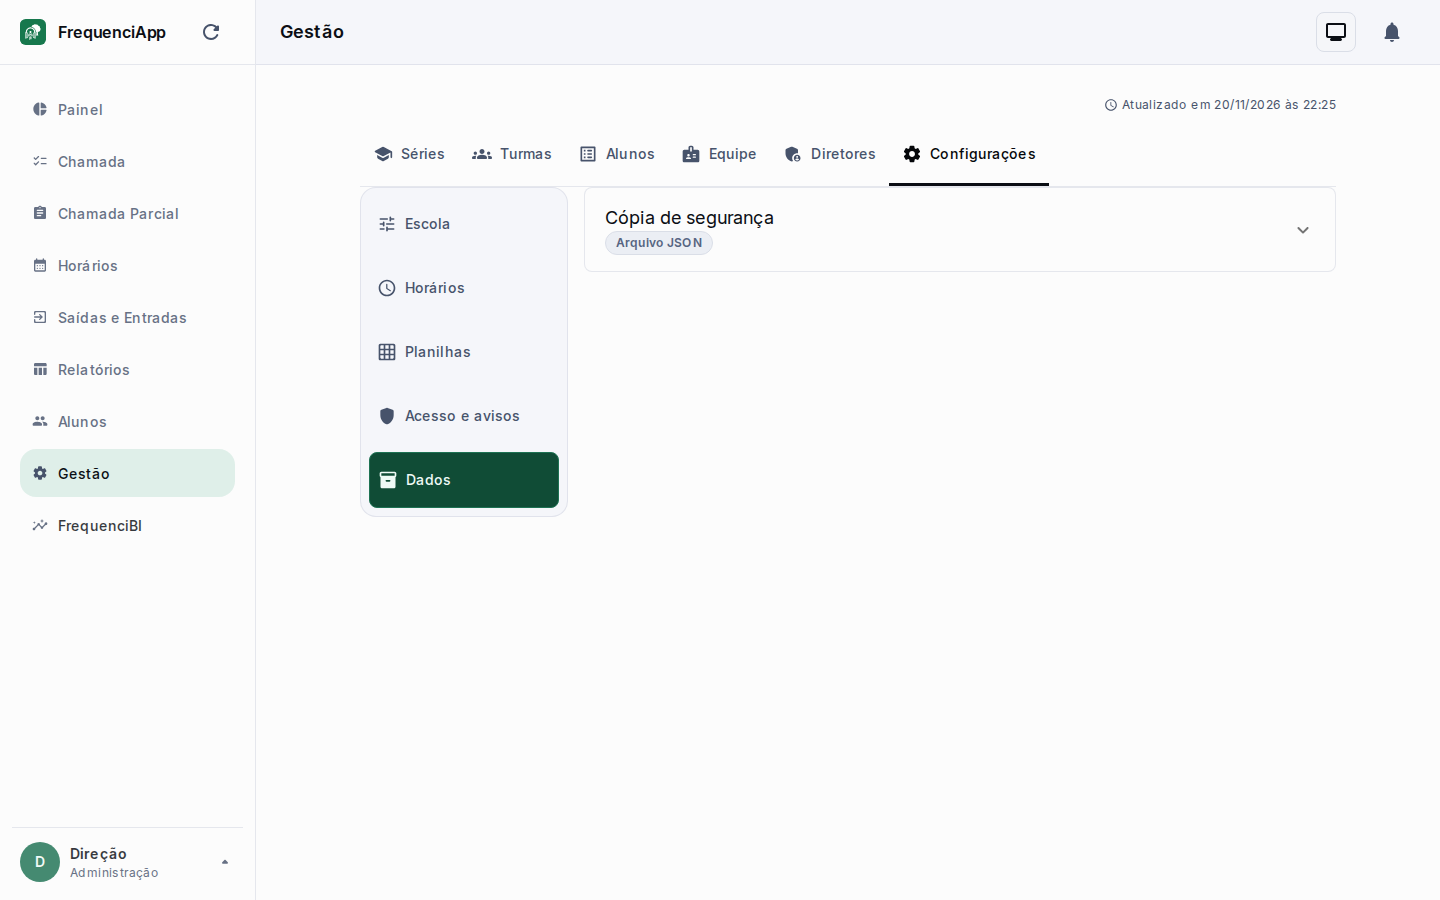 FrequenciApp
Gestão
Painel
Chamada
Chamada Parcial
Horários
Saídas e Entradas
Relatórios
Alunos
Gestão
FrequenciBI
Direção
Administração
D
Atualizado em 20/11/2026 às 22:25
Séries
Turmas
Alunos
Equipe
Diretores
Configurações
Escola
Horários
Planilhas
Acesso e avisos
Dados
Cópia de segurança
Arquivo JSON